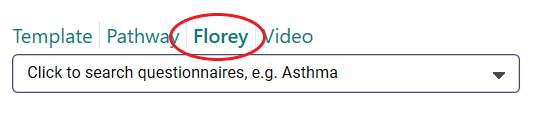 Template Pathway Florey Video
Click to search questionnaires, e.g. Asthma